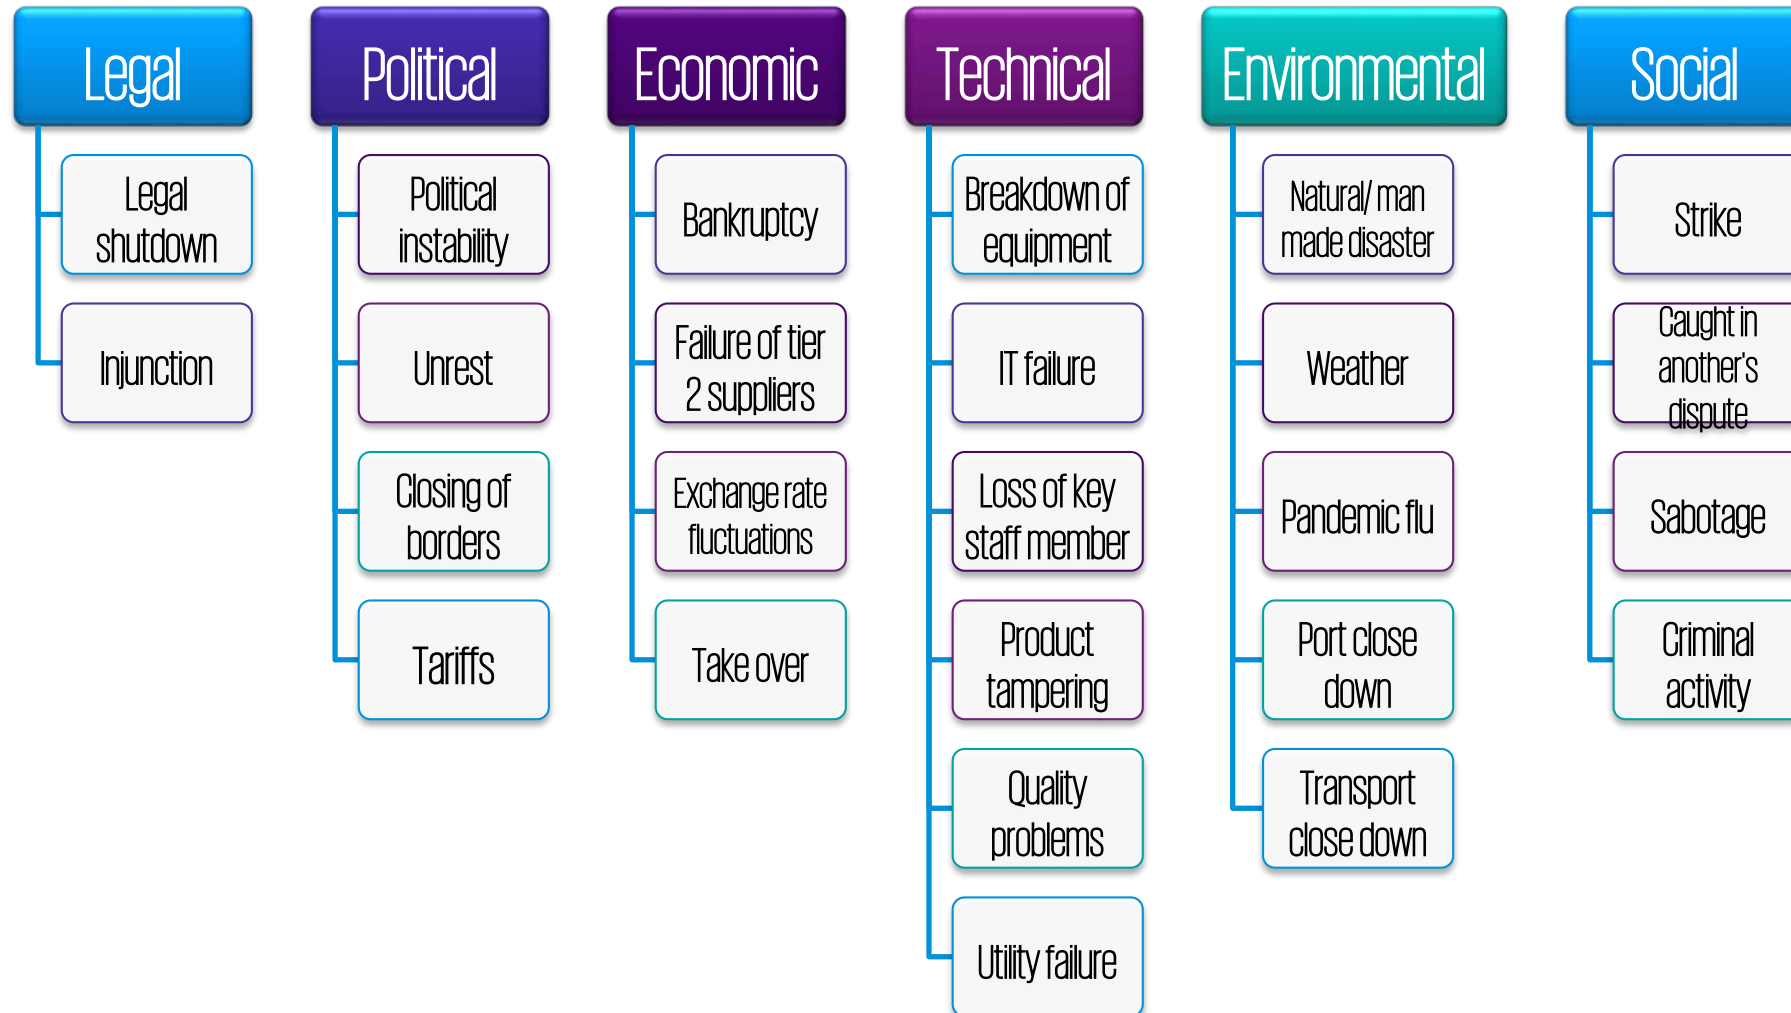 Legal
Legal
shutdown
Injunction
Political
Political
instability
Unrest
Closing of
borders
Tariffs
Economic
Bankruptcy
Failure of tier
2 suppliers
Exchange rate
fluctuations
Take over
Technical
Breakdown of
equipment
IT failure
Loss of key
staff member
Product
tampering
Quality
problems
Utility failure
Environmental
Natural/ man
made disaster
Weather
Pandemic flu
Port close
down
Transport
close down
Social
Strike
Caught in
another's
dispute
Sabotage
Criminal
activity